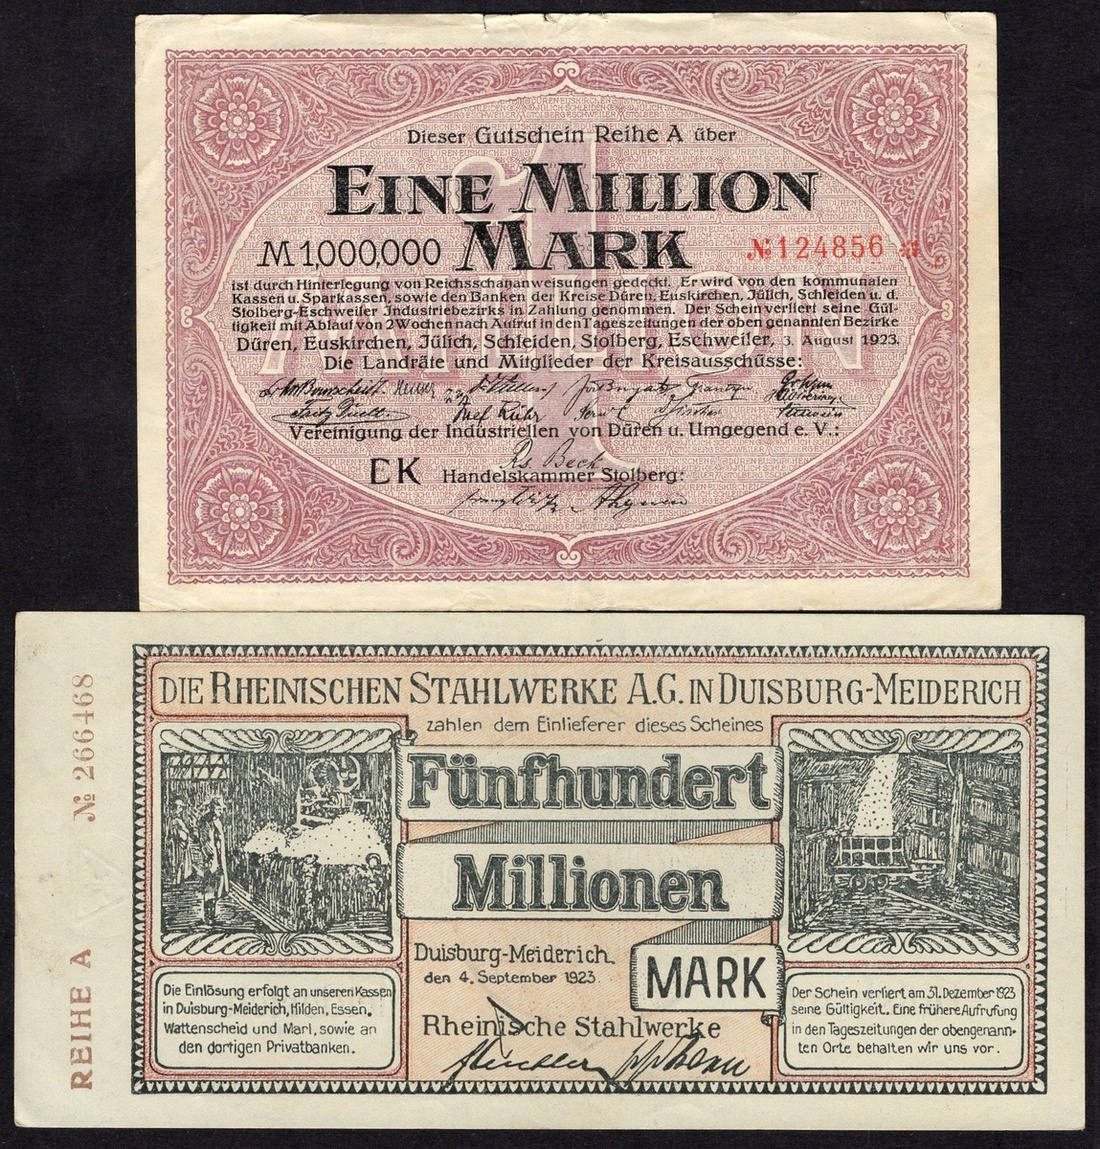 Dieser Gutschein Reihe A über
EINE MILLION
M 1,000,000 MARK № 124856
ist durch Hinterlegung von Reichsschatzanweisungen gedeckt. Er wird von den kommunalen
Kassen u. Sparkassen, sowie den Banken der Kreise Düren, Euskirchen, Jülich, Schleiden u. d.
Stolberg-Eschweiler Industriebezirks in Zahlung genommen. Der Schein verliert seine Gül-
tigkeit mit Ablauf von 2 Wochen nach Aufruf in den Tageszeitungen der oben genannten Bezirke
Düren, Euskirchen, Jülich, Schleiden, Stolberg, Eschweiler, 3. August 1923.
Die Landräte und Mitglieder der Kreisausschüsse:
Vereinigung der Industriellen von Düren u. Umgegend e. V.:
Rs. Beck
EK Handelskammer Stolberg:
1
MILLION
DIE RHEINISCHEN STAHLWERKE A.G. IN DUISBURG-MEIDERICH
zahlen dem Einlieferer dieses Scheines
Fünfhundert
Millionen
MARK
Duisburg-Meiderich.
den 4. September 1923.
Rheinische Stahlwerke
Die Einlösung erfolgt an unseren Kassen
in Duisburg-Meiderich, Hilden, Essen.
Wattenscheid und Marl, sowie an
den dortigen Privatbanken.
Der Schein verliert am 31. Dezember 1923
seine Gültigkeit. Eine frühere Aufrufung
in den Tageszeitungen der obengenann-
ten Orte behalten wir uns vor.
REIHE A № 266468